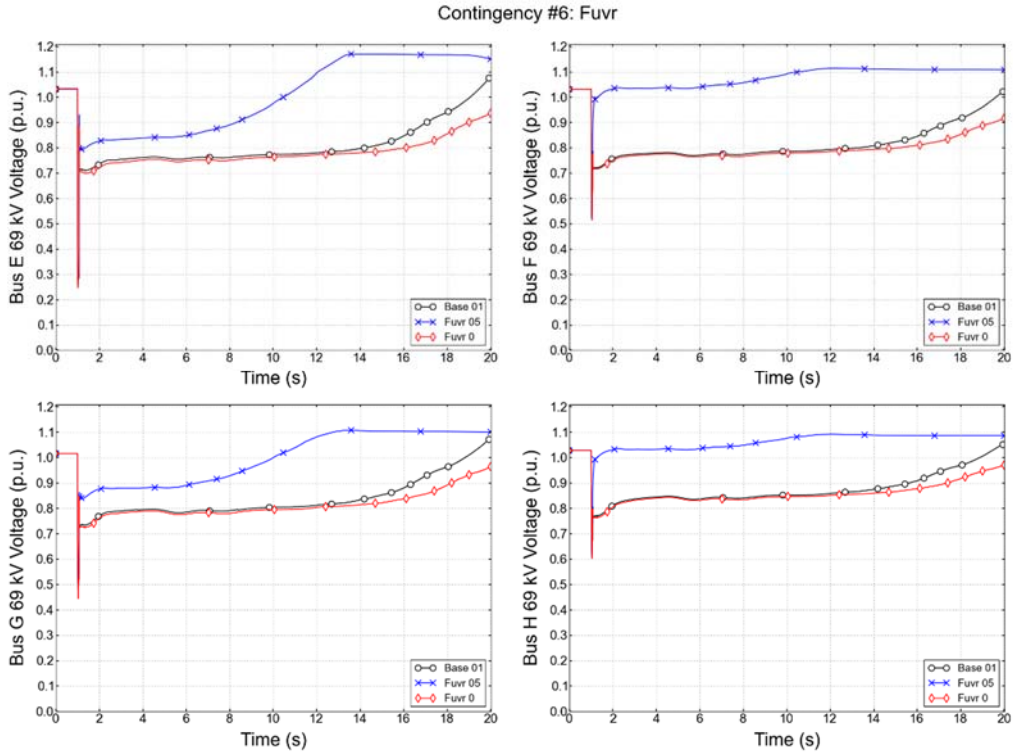 Contingency #6: Fuvr
Bus E 69 kV Voltage (p.u.)
1.2
1.1
1.0
0.9
0.8
0.7
0.6
0.5
0.4
0.3
0.2
0.1
0.0
0 2 4 6 8 10 12 14 16 18 20
Time (s)
Base 01
Fuvr 05
Fuvr 0
Bus F 69 kV Voltage (p.u.)
1.2
1.1
1.0
0.9
0.8
0.7
0.6
0.5
0.4
0.3
0.2
0.1
0.0
0 2 4 6 8 10 12 14 16 18 20
Time (s)
Base 01
Fuvr 05
Fuvr 0
Bus G 69 kV Voltage (p.u.)
1.2
1.1
1.0
0.9
0.8
0.7
0.6
0.5
0.4
0.3
0.2
0.1
0.0
0 2 4 6 8 10 12 14 16 18 20
Time (s)
Base 01
Fuvr 05
Fuvr 0
Bus H 69 kV Voltage (p.u.)
1.2
1.1
1.0
0.9
0.8
0.7
0.6
0.5
0.4
0.3
0.2
0.1
0.0
0 2 4 6 8 10 12 14 16 18 20
Time (s)
Base 01
Fuvr 05
Fuvr 0